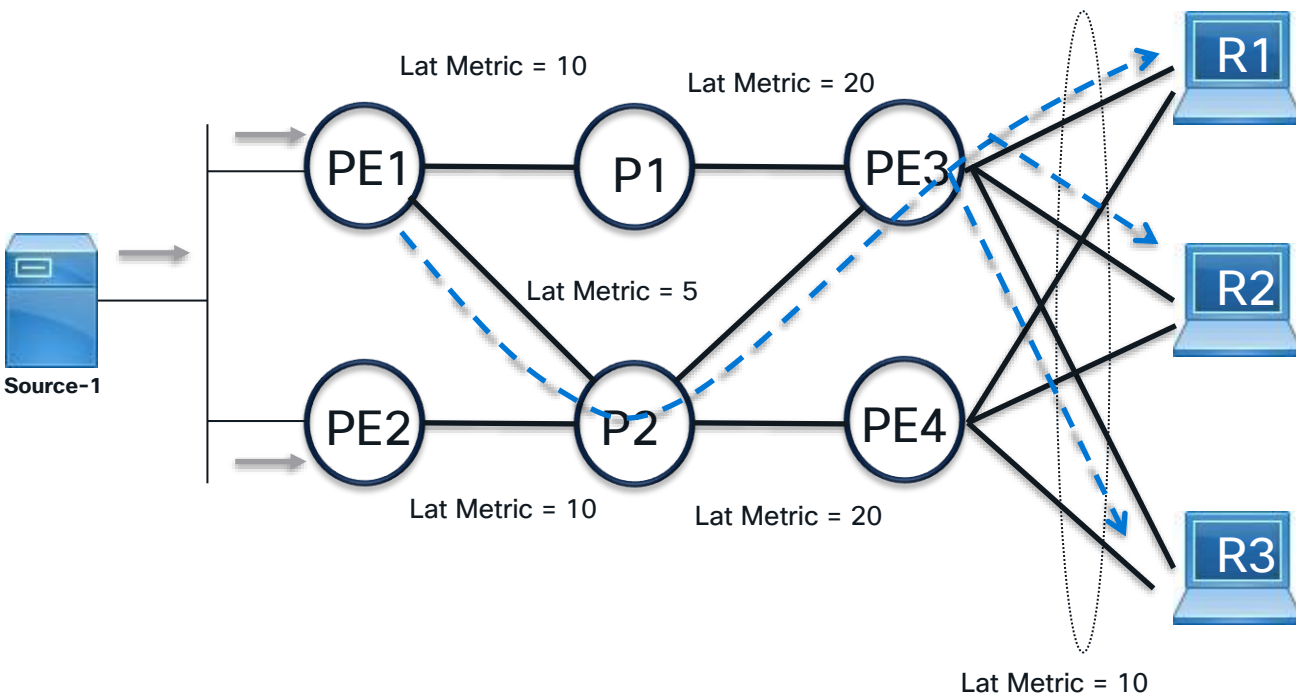 Lat Metric = 10
Lat Metric = 20
R1
PE1
P1
PE3
Lat Metric = 5
R2
Source-1
PE2
P2
PE4
Lat Metric = 10
Lat Metric = 20
R3
Lat Metric = 10